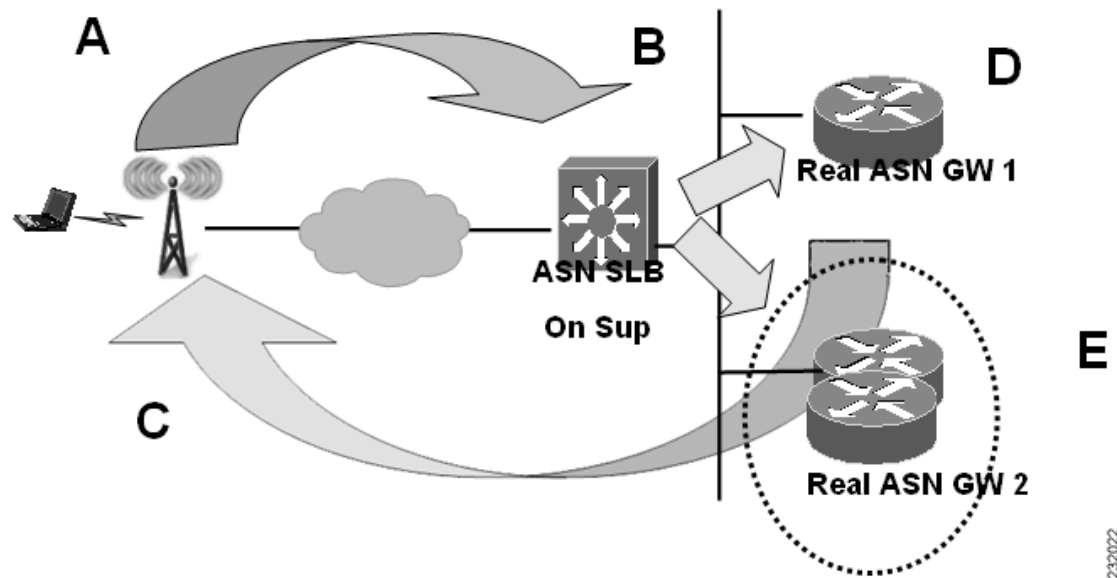 A
B
D
Real ASN GW 1
ASN SLB
On Sup
E
C
Real ASN GW 2
232022